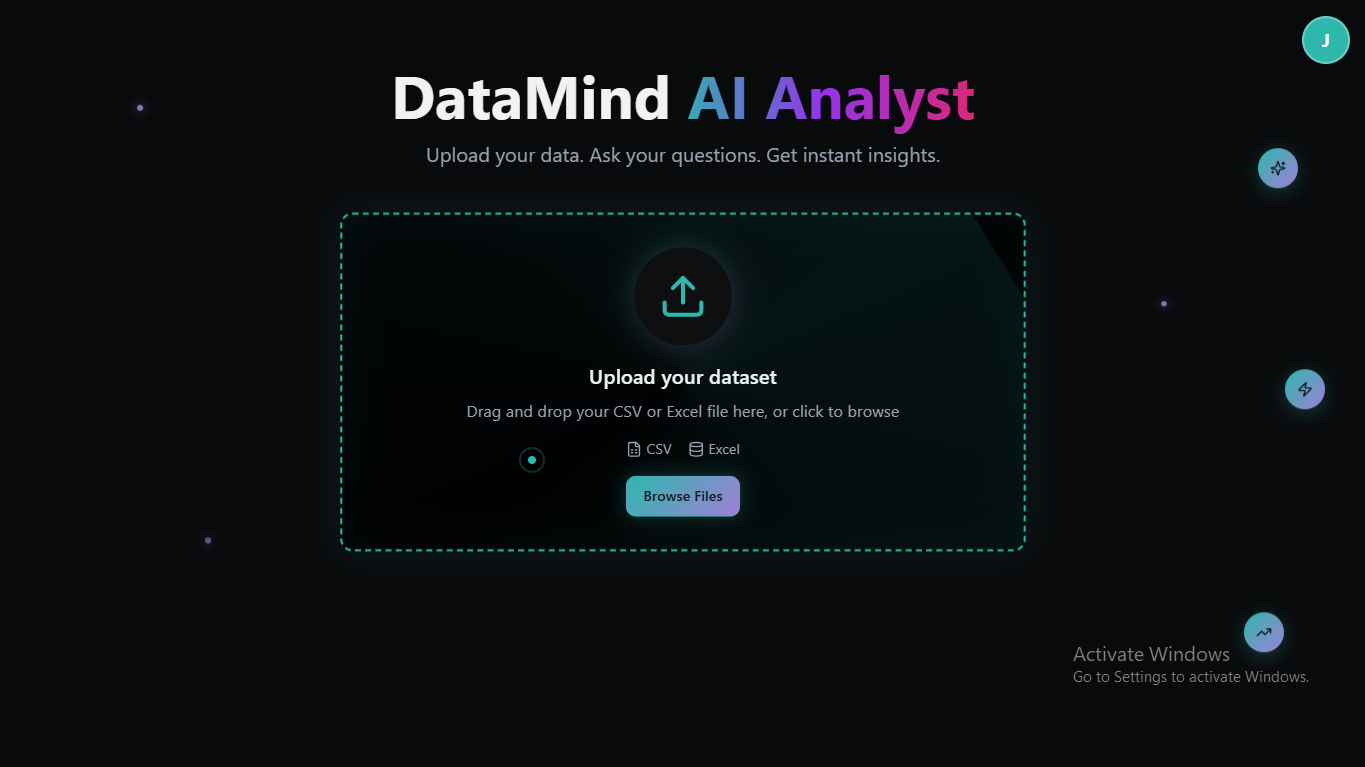 J
DataMind AI Analyst
Upload your data. Ask your questions. Get instant insights.
Upload your dataset
Drag and drop your CSV or Excel file here, or click to browse
CSV Excel
Browse Files
Activate Windows
Go to Settings to activate Windows.